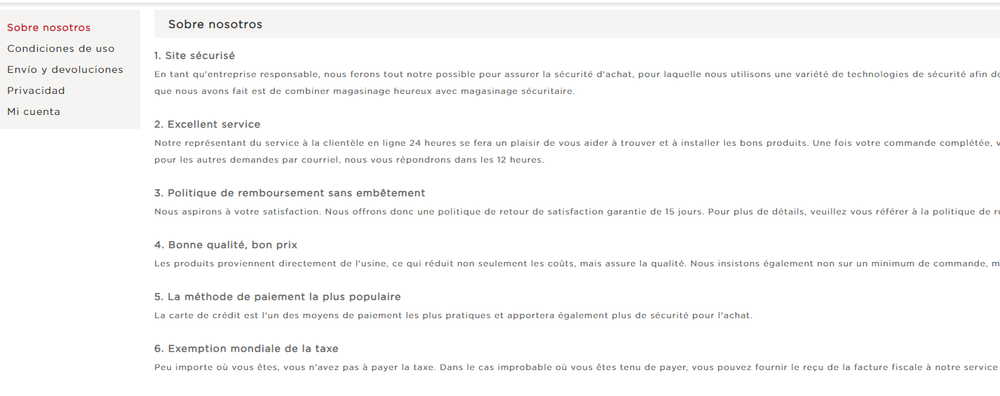 Sobre nosotros
Condiciones de uso
Envío y devoluciones
Privacidad
Mi cuenta
Sobre nosotros
1. Site sécurisé
En tant qu'entreprise responsable, nous ferons tout notre possible pour assurer la sécurité d'achat, pour laquelle nous utilisons une variété de technologies de sécurité afin
que nous avons fait est de combiner magasinage heureux avec magasinage sécuritaire.
2. Excellent service
Notre représentant du service à la clientèle en ligne 24 heures se fera un plaisir de vous aider à trouver et à installer les bons produits. Une fois votre commande complétée,
pour les autres demandes par courriel, nous vous répondrons dans les 12 heures.
3. Politique de remboursement sans embêtement
Nous aspirons à votre satisfaction. Nous offrons donc une politique de retour de satisfaction garantie de 15 jours. Pour plus de détails, veuillez vous référer à la politique de
4. Bonne qualité, bon prix
Les produits proviennent directement de l'usine, ce qui réduit non seulement les coûts, mais assure la qualité. Nous insistons également non sur un minimum de commande,
5. La méthode de paiement la plus populaire
La carte de crédit est l'un des moyens de paiement les plus pratiques et apportera également plus de sécurité pour l'achat.
6. Exemption mondiale de la taxe
Peu importe où vous êtes, vous n'avez pas à payer la taxe. Dans le cas improbable où vous êtes tenu de payer, vous pouvez fournir le reçu de la facture fiscale à notre service